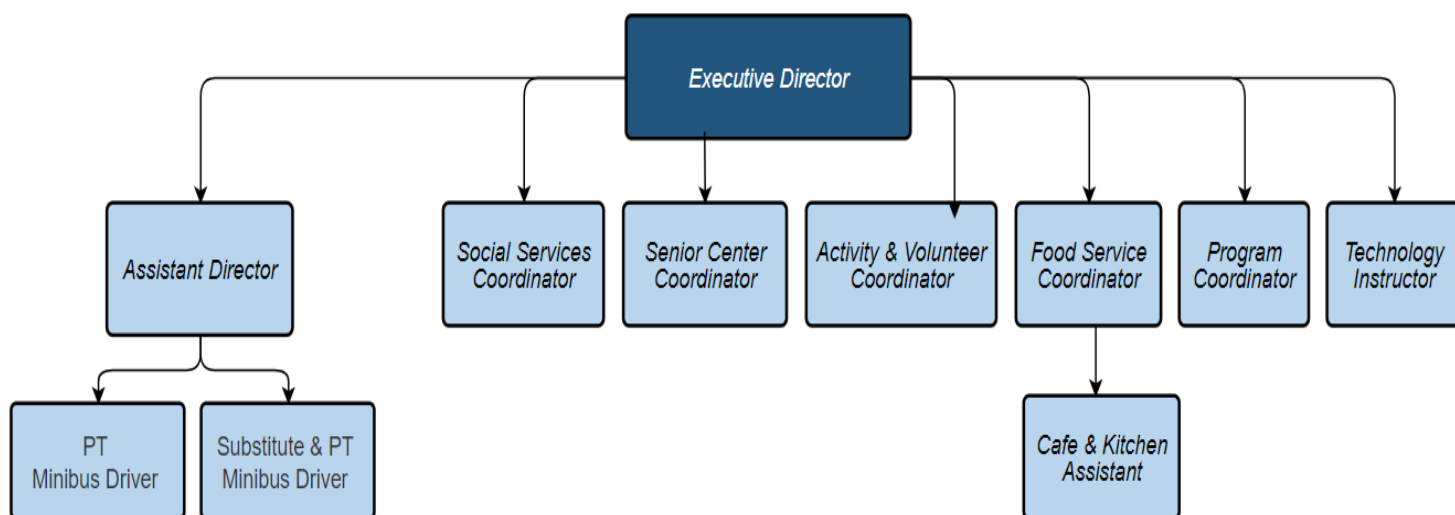 Executive Director
Assistant Director
Social Services
Coordinator
Senior Center
Coordinator
Activity & Volunteer
Coordinator
Food Service
Coordinator
Program
Coordinator
Technology
Instructor
PT
Minibus Driver
Substitute & PT
Minibus Driver
Cafe & Kitchen
Assistant